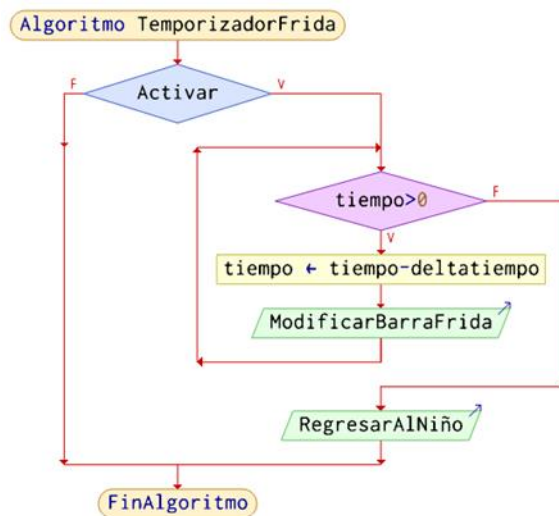 Algoritmo TemporizadorFrida
F
Activar
V
tiempo>0
F
V
tiempo ← tiempo-deltatiempo
ModificarBarraFrida
RegresarAlNiño
FinAlgoritmo